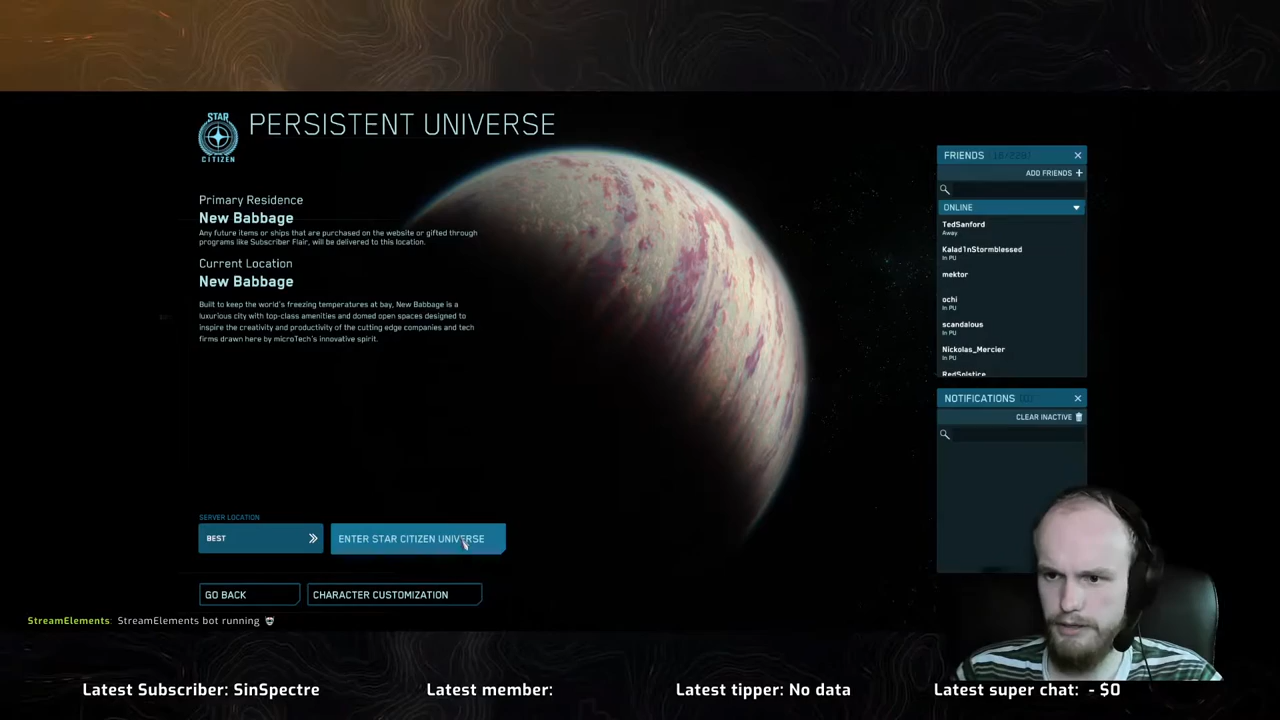 STAR
CITIZEN
PERSISTENT UNIVERSE
Primary Residence
New Babbage
Any future items or ships that are purchased on the website or gifted through
programs like Subscriber Flair, will be delivered to this location.
Current Location
New Babbage
Built to keep the world's freezing temperatures at bay, New Babbage is a
luxurious city with top-class amenities and domed open spaces designed to
inspire the creativity and productivity of the cutting edge companies and tech
firms drawn here by microTech's innovative spirit.
SERVER LOCATION
BEST
ENTER STAR CITIZEN UNIVERSE
GO BACK
CHARACTER CUSTOMIZATION
FRIENDS
ADD FRIENDS +
ONLINE
TedSanford
Away
Kalad1nStormblessed
In PU
mektor
ochi
In PU
scandalous
In PU
Nickolas_Mercier
In PU
RedSolstice
NOTIFICATIONS
CLEAR INACTIVE
StreamElements: StreamElements bot running
Latest Subscriber: SinSpectre
Latest member:
Latest tipper: No data
Latest super chat: - $0